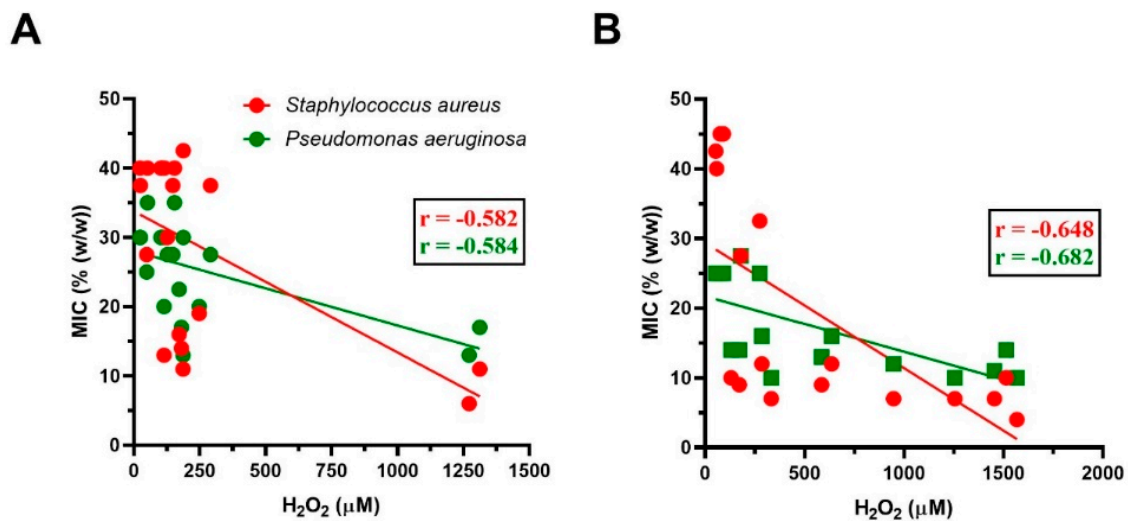 A
B
Staphylococcus aureus
Pseudomonas aeruginosa
r = -0.582
r = -0.584
MIC (% (w/w))
50
40
30
20
10
0
0 250 500 750 1000 1250 1500
H₂O₂ (μM)
r = -0.648
r = -0.682
MIC (% (w/w))
50
40
30
20
10
0
0 500 1000 1500 2000
H₂O₂ (μM)